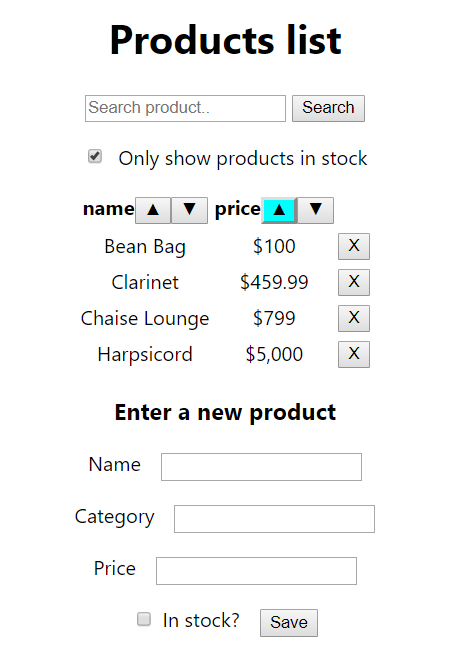 Products list
Search product.. Search
Only show products in stock
name ▲ ▼ price ▲ ▼
Bean Bag $100 X
Clarinet $459.99 X
Chaise Lounge $799 X
Harpsicord $5,000 X
Enter a new product
Name
Category
Price
In stock? Save